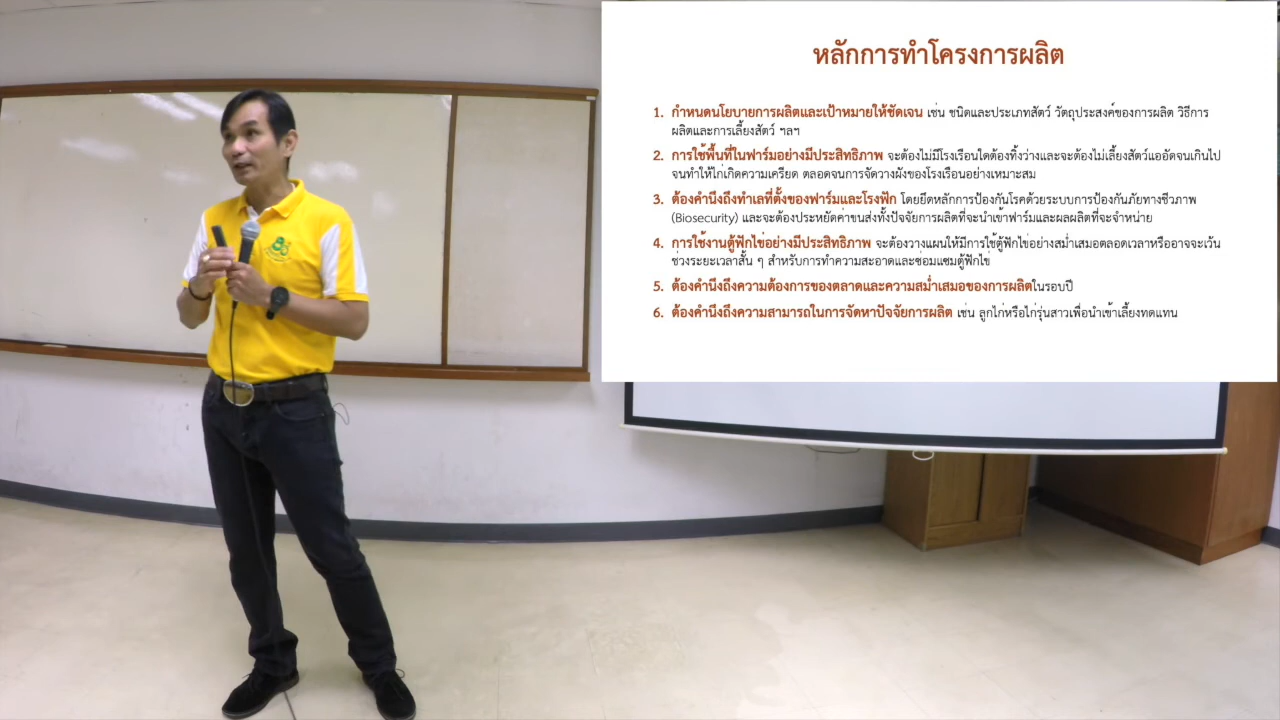 หลักการทำโครงการผลิต
1. กำหนดนโยบายการผลิตและเป้าหมายให้ชัดเจน เช่น ชนิดและประเภทสัตว์ วัตถุประสงค์ของการผลิต วิธีการ
ผลิตและการเลี้ยงสัตว์ ฯลฯ
2. การใช้พื้นที่ในฟาร์มอย่างมีประสิทธิภาพ จะต้องไม่มีโรงเรือนใดต้องทิ้งว่างและจะต้องไม่เลี้ยงสัตว์แออัดจนเกินไป
จนทำให้ไก่เกิดความเครียด ตลอดจนการจัดวางผังของโรงเรือนอย่างเหมาะสม
3. ต้องคำนึงถึงทำเลที่ตั้งของฟาร์มและโรงฟัก โดยยึดหลักการป้องกันโรคด้วยระบบการป้องกันภัยทางชีวภาพ
(Biosecurity) และจะต้องประหยัดค่าขนส่งทั้งปัจจัยการผลิตที่จะนำเข้าฟาร์มและผลผลิตที่จะจำหน่าย
4. การใช้งานตู้ฟักไข่อย่างมีประสิทธิภาพ จะต้องวางแผนให้มีการใช้ตู้ฟักไข่อย่างสม่ำเสมอตลอดเวลาหรืออาจจะเว้น
ช่วงระยะเวลาสั้น ๆ สำหรับการทำความสะอาดและซ่อมแซมตู้ฟักไข่
5. ต้องคำนึงถึงความต้องการของตลาดและความสม่ำเสมอของการผลิตในรอบปี
6. ต้องคำนึงถึงความสามารถในการจัดหาปัจจัยการผลิต เช่น ลูกไก่หรือไก่รุ่นสาวเพื่อนำเข้าเลี้ยงทดแทน